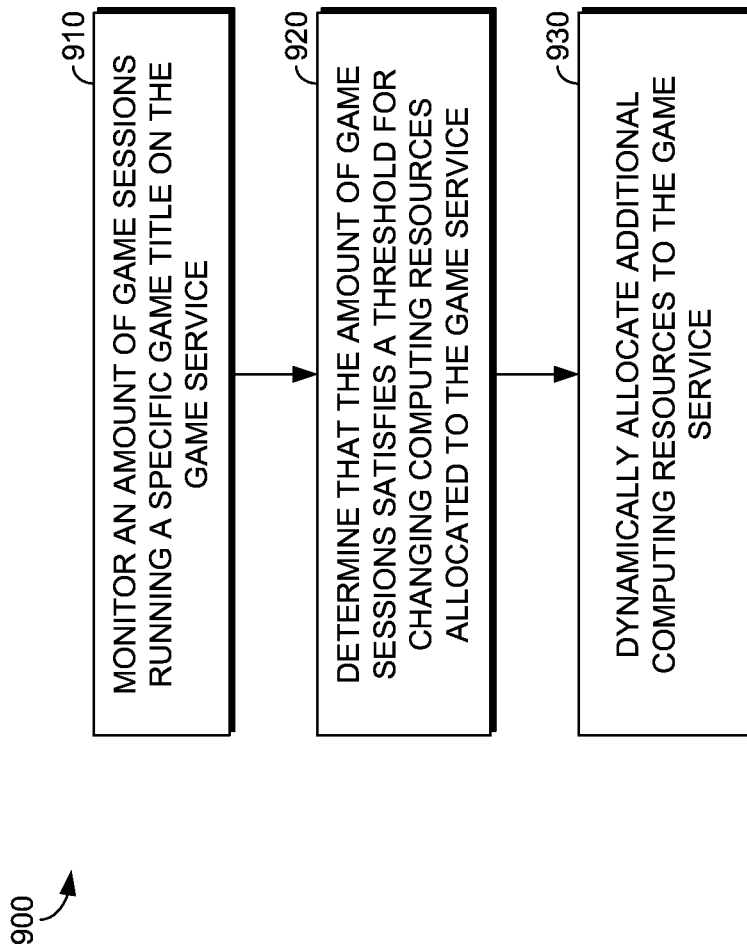 900
910
MONITOR AN AMOUNT OF GAME SESSIONS
RUNNING A SPECIFIC GAME TITLE ON THE
GAME SERVICE
920
DETERMINE THAT THE AMOUNT OF GAME
SESSIONS SATISFIES A THRESHOLD FOR
CHANGING COMPUTING RESOURCES
ALLOCATED TO THE GAME SERVICE
930
DYNAMICALLY ALLOCATE ADDITIONAL
COMPUTING RESOURCES TO THE GAME
SERVICE